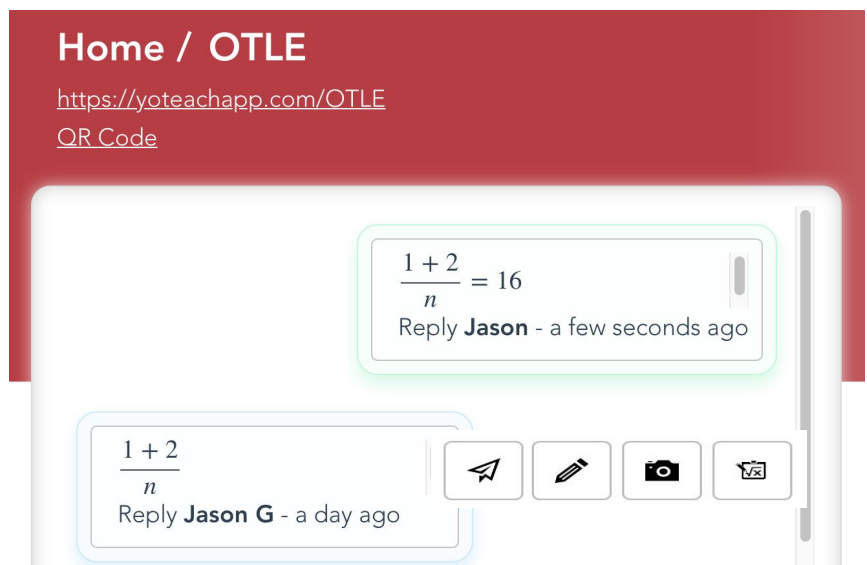 Home / OTLE
https://yoteachapp.com/OTLE
QR Code
1 + 2
n
= 16
Reply Jason - a few seconds ago
1 + 2
n
Reply Jason G - a day ago
√x